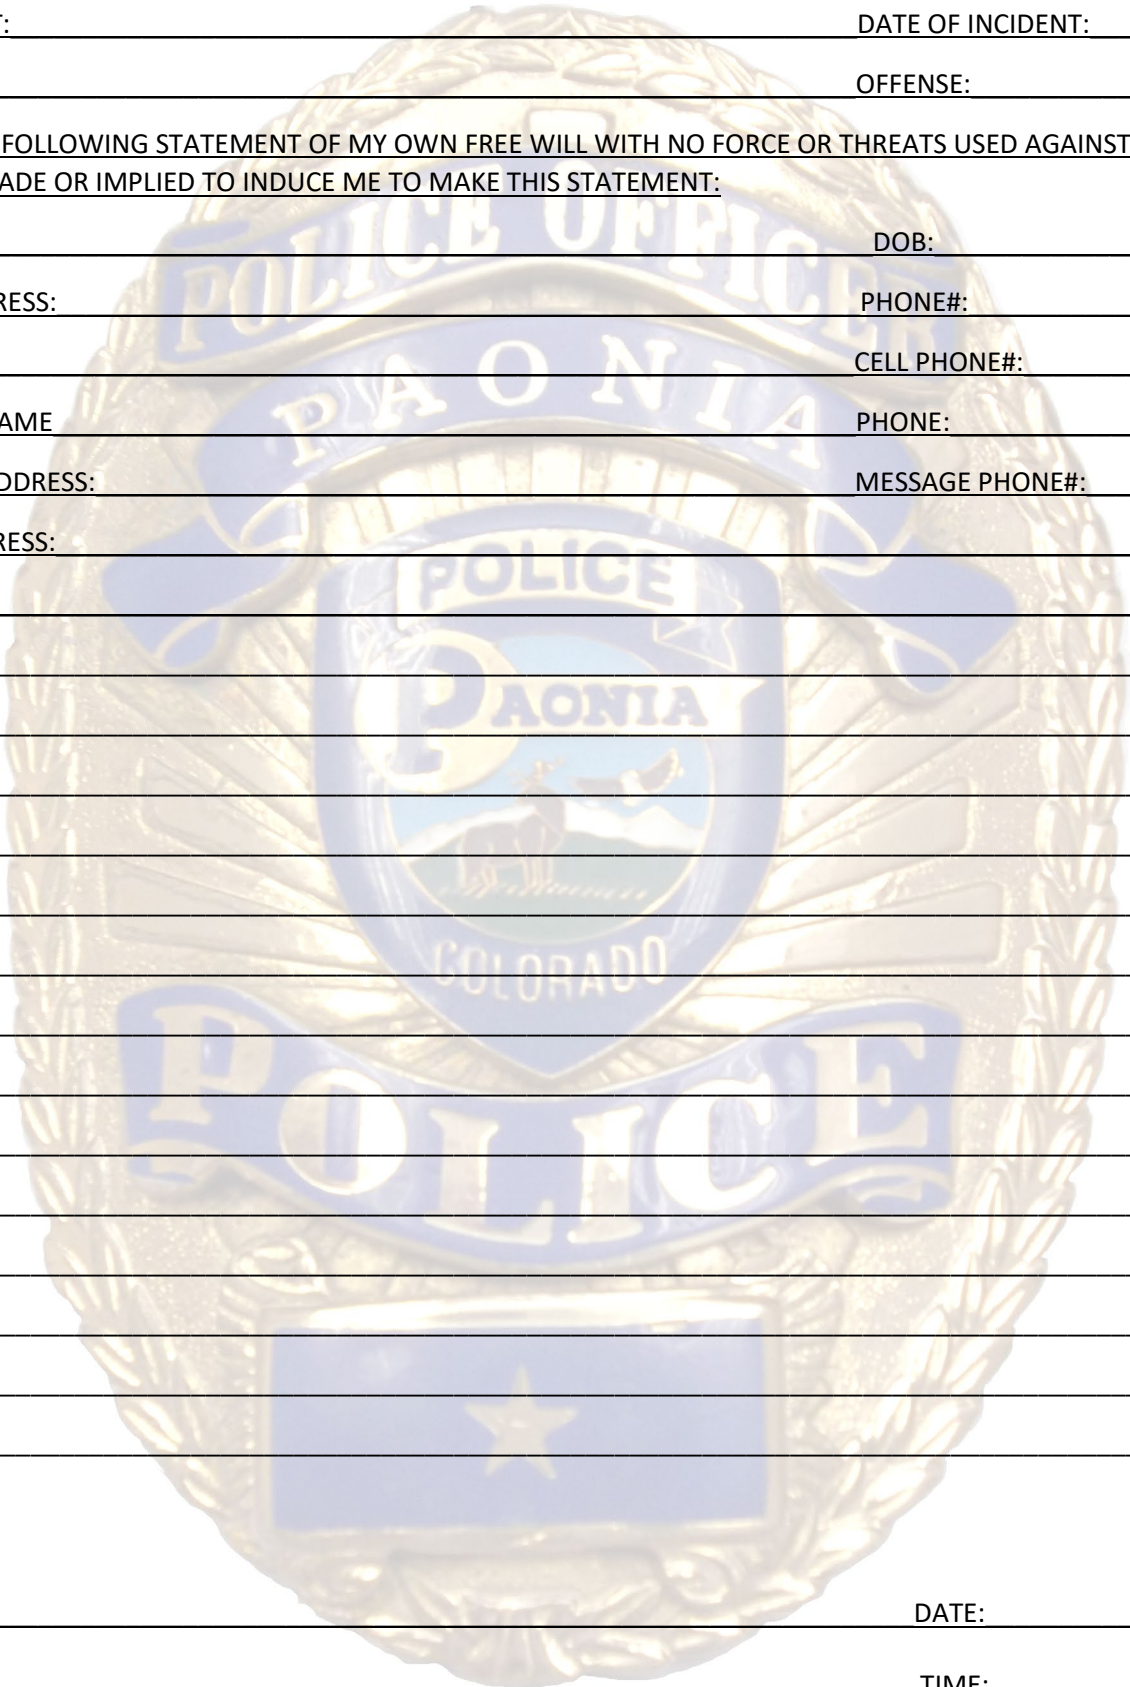 T: DATE OF INCIDENT:
OFFENSE:
FOLLOWING STATEMENT OF MY OWN FREE WILL WITH NO FORCE OR THREATS USED AGAINST
ADE OR IMPLIED TO INDUCE ME TO MAKE THIS STATEMENT:
POLICE OFFICER
DOB:
RESS: PHONE#:
PAONIA
CELL PHONE#:
AME PHONE:
DDRESS: MESSAGE PHONE#:
RESS:
POLICE
PAONIA
COLORADO
POLICE
DATE:
TIME: